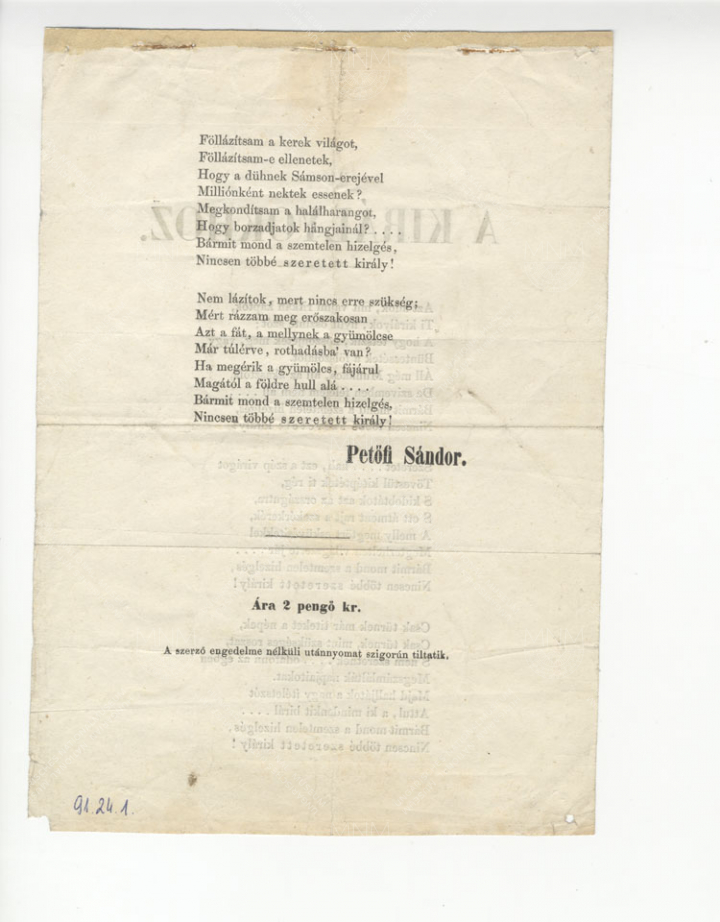 Föllázítsam a kerek világot,
Föllázítsam-e ellenetek,
Hogy a dühnek Sámson-erejével
Milliónként nektek essenek?
Megkondítsam a halálharangot,
Hogy borzadjatok hangjainál? . . . .
Bármit mond a szemtelen hizelgés,
Nincsen többé szeretett király!
Nem lázítok, mert nincs erre szükség;
Mért rázzam meg erőszakosan
Azt a fát, a mellynek a gyümölcse
Már túlérve, rothadásba' van?
Ha megérik a gyümölcs, fájárul
Magától a földre hull alá . . . .
Bármit mond a szemtelen hizelgés,
Nincsen többé szeretett király!
Petőfi Sándor.
Ára 2 pengő kr.
A szerző engedelme nélküli utánnyomat szigorún tiltatik.
91.24.1.